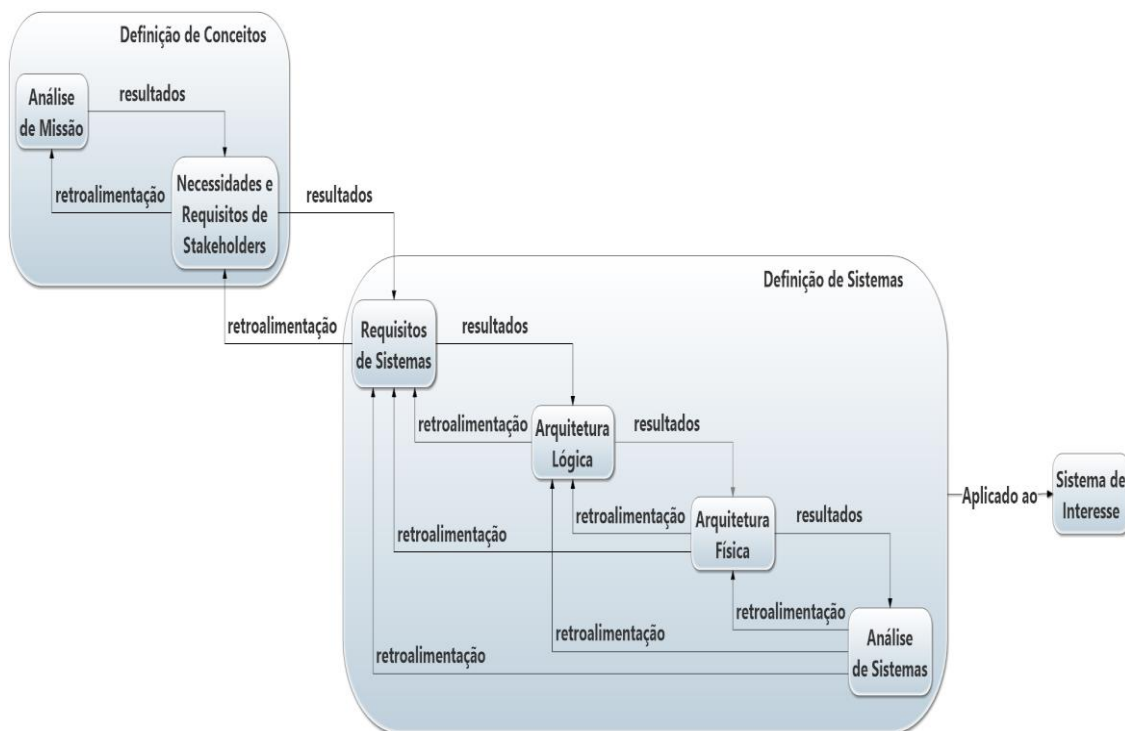 Definição de Conceitos
Análise
de Missão
resultados
retroalimentação
Necessidades e
Requisitos de
Stakeholders
resultados
Definição de Sistemas
retroalimentação
Requisitos
de Sistemas
resultados
retroalimentação
Arquitetura
Lógica
resultados
Aplicado ao
Sistema de
Interesse
retroalimentação
retroalimentação
Arquitetura
Física
resultados
retroalimentação
retroalimentação
retroalimentação
Análise
de Sistemas